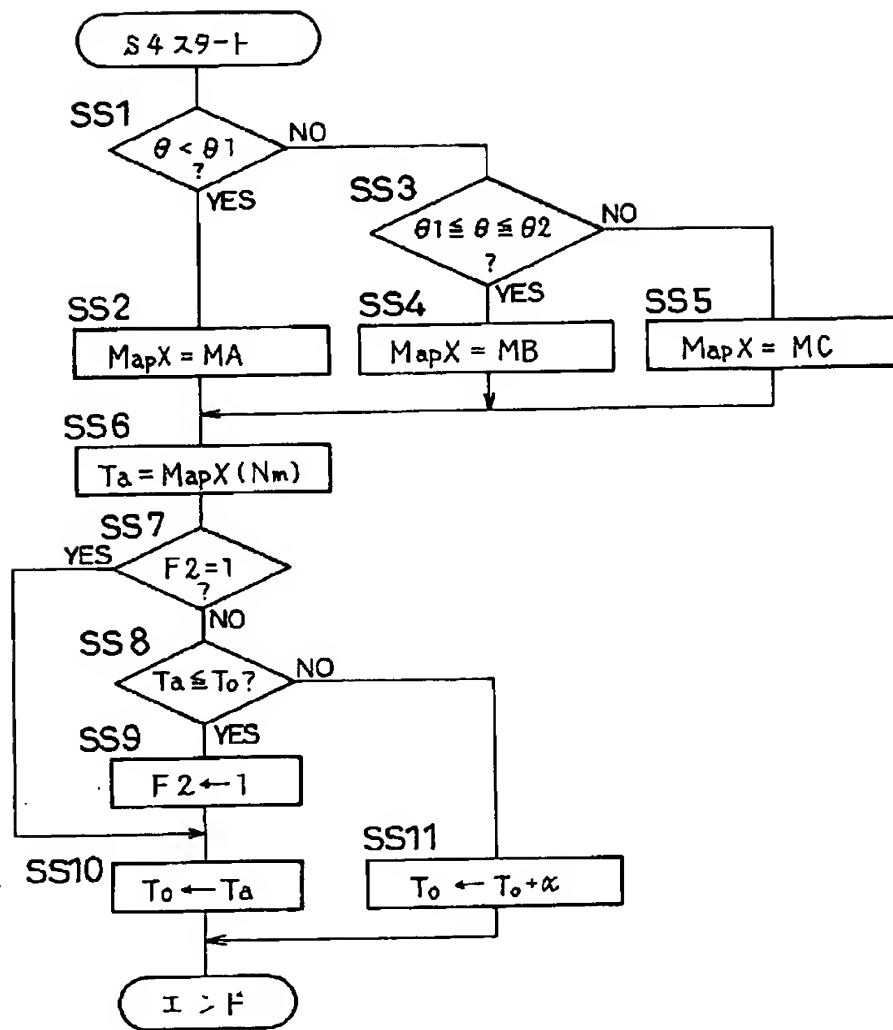 S4スタート
SS1
θ < θ1
?
NO
YES
SS3
θ1 ≦ θ ≦ θ2
?
NO
YES
SS2
MapX = MA
SS4
MapX = MB
SS5
MapX = MC
SS6
Ta = MapX (Nm)
SS7
YES
F2=1
?
NO
SS8
Ta ≦ To?
NO
YES
SS9
F2 ← 1
SS10
To ← Ta
SS11
To ← To+α
エンド